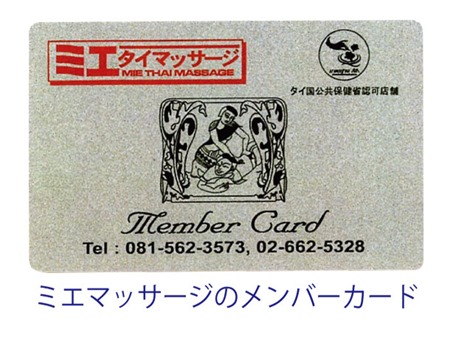 ミエタイマッサージ
MIE THAI MASSAGE
タイ国公共保健省認可店舗
Member Card
Tel : 081-562-3573, 02-662-5328
ミエマッサージのメンバーカード